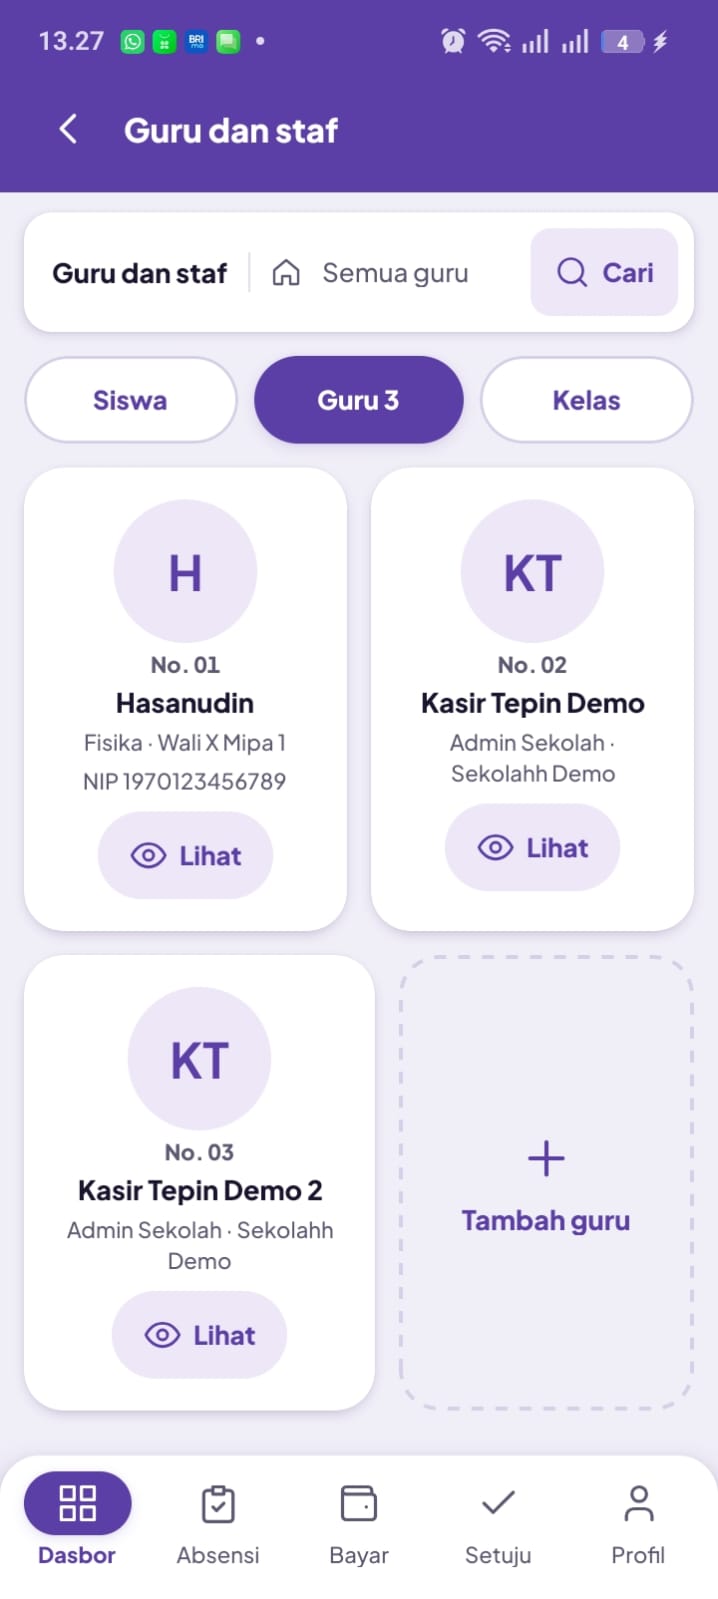 13.27
BRI
mo
4
Guru dan staf
Guru dan staf
Semua guru
Cari
Siswa
Guru 3
Kelas
H
No. 01
Hasanudin
Fisika · Wali X Mipa 1
NIP 1970123456789
Lihat
KT
No. 02
Kasir Tepin Demo
Admin Sekolah ·
Sekolahh Demo
Lihat
KT
No. 03
Kasir Tepin Demo 2
Admin Sekolah · Sekolahh
Demo
Lihat
Tambah guru
Dasbor
Absensi
Bayar
Setuju
Profil